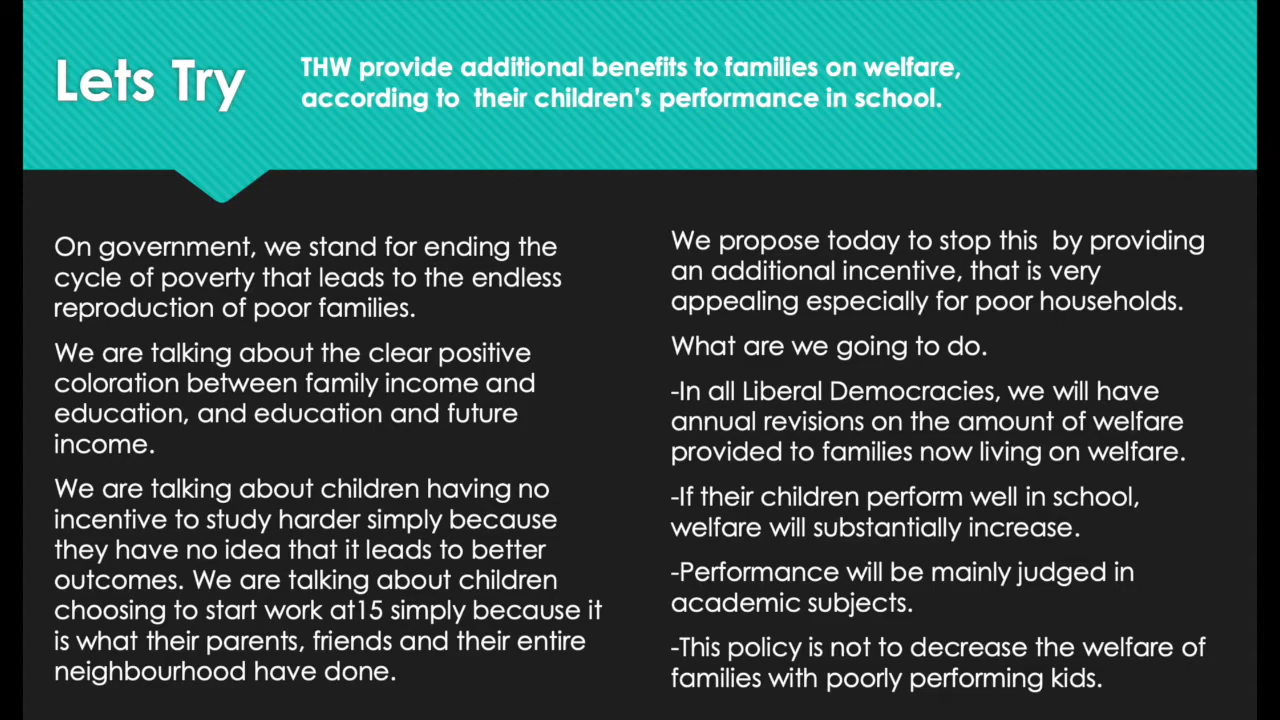 Lets Try
THW provide additional benefits to families on welfare,
according to  their children's performance in school.
On government, we stand for ending the
cycle of poverty that leads to the endless
reproduction of poor families.
We are talking about the clear positive
coloration between family income and
education, and education and future
income.
We are talking about children having no
incentive to study harder simply because
they have no idea that it leads to better
outcomes. We are talking about children
choosing to start work at15 simply because it
is what their parents, friends and their entire
neighbourhood have done.
We propose today to stop this  by providing
an additional incentive, that is very
appealing especially for poor households.
What are we going to do.
-In all Liberal Democracies, we will have
annual revisions on the amount of welfare
provided to families now living on welfare.
-If their children perform well in school,
welfare will substantially increase.
-Performance will be mainly judged in
academic subjects.
-This policy is not to decrease the welfare of
families with poorly performing kids.